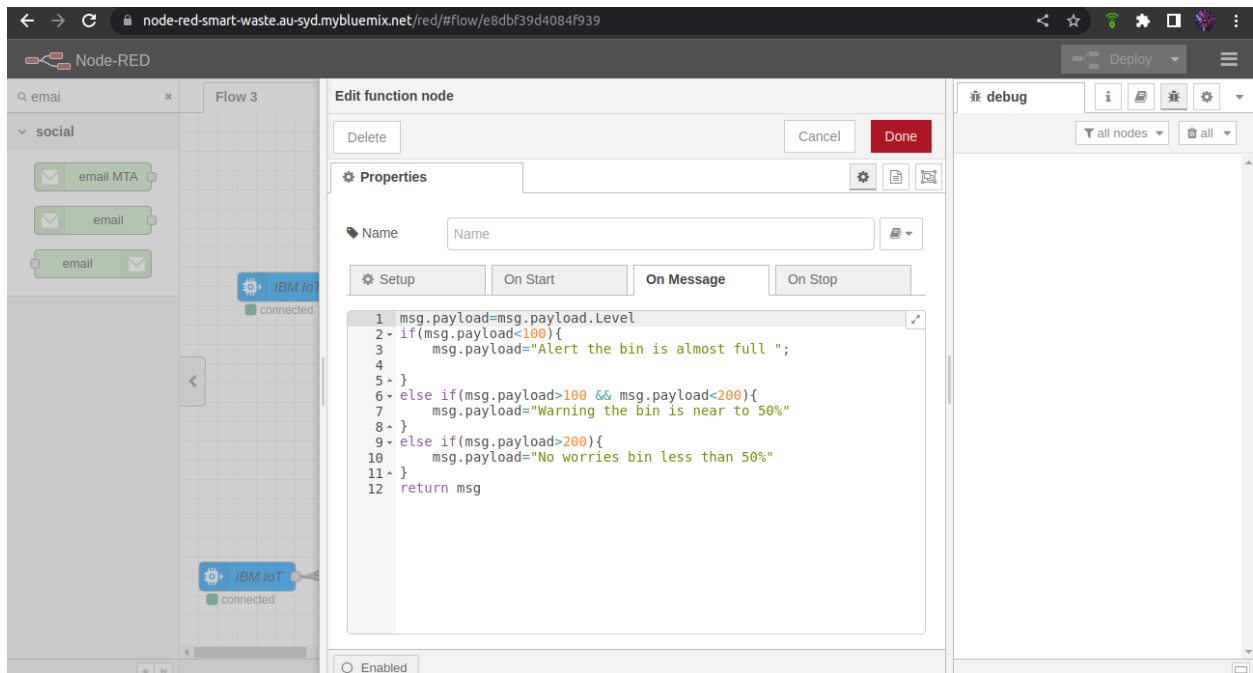 node-red-smart-waste.au-syd.mybluemix.net/red/#flow/e8dbf39d4084f939
Node-RED
Deploy
emai
social
email MTA
email
email
Flow 3
IBM IoT
connected
IBM IoT
connected
Edit function node
Delete
Cancel
Done
Properties
Name
Name
Setup
On Start
On Message
On Stop
1 msg.payload=msg.payload.Level
2 if(msg.payload<100){
3 msg.payload="Alert the bin is almost full ";
4
5 }
6 else if(msg.payload>100 && msg.payload<200){
7 msg.payload="Warning the bin is near to 50%"
8 }
9 else if(msg.payload>200){
10 msg.payload="No worries bin less than 50%"
11 }
12 return msg
Enabled
debug
i
all nodes
all